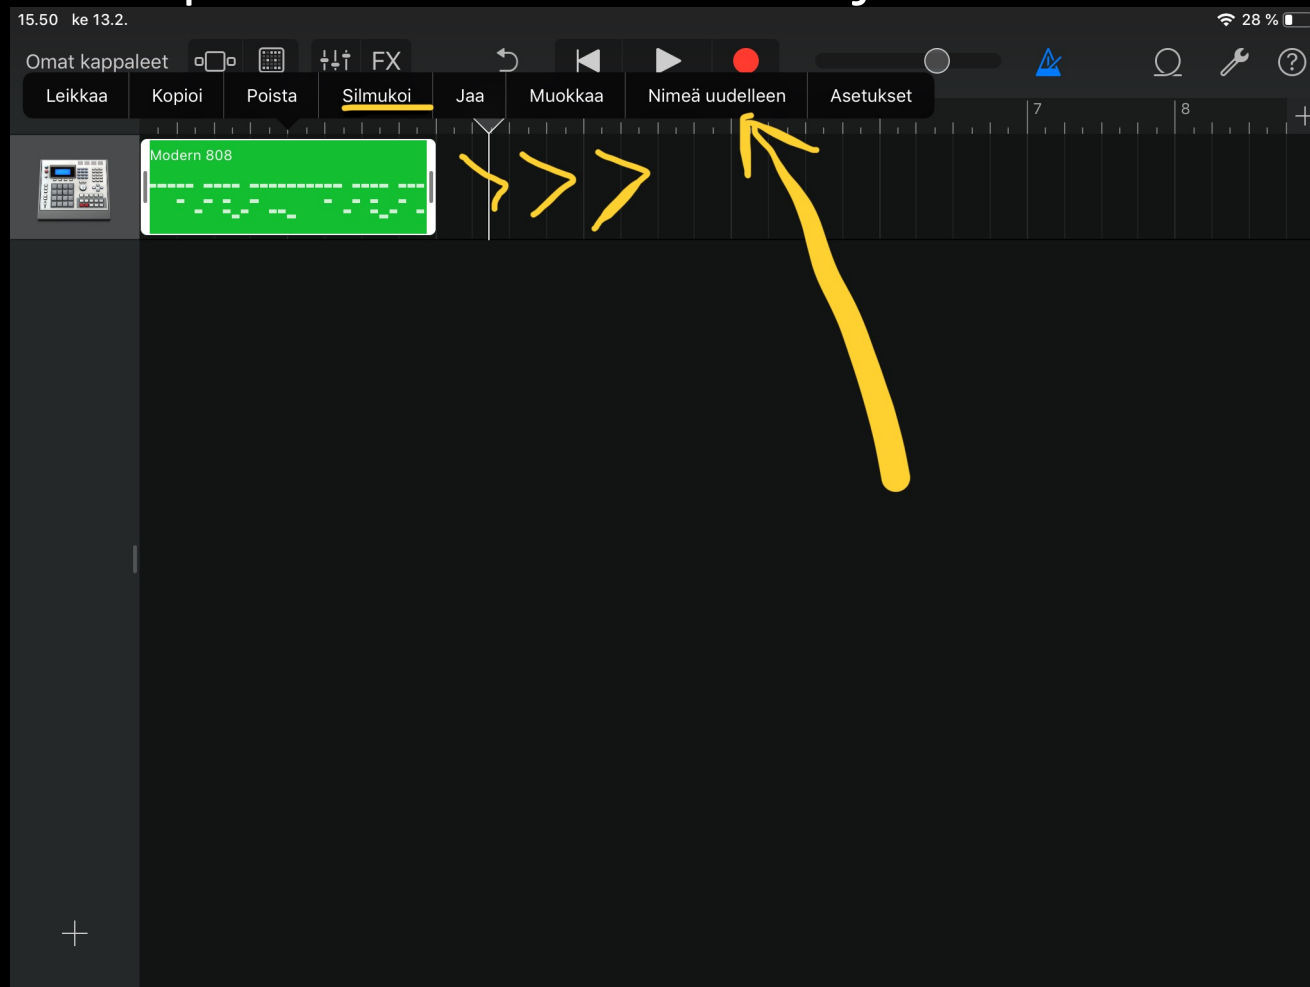 15.50 ke 13.2. 28 %
Omat kappaleet FX
Leikkaa Kopioi Poista Silmukoi Jaa Muokkaa Nimeä uudelleen Asetukset
7 8
Modern 808